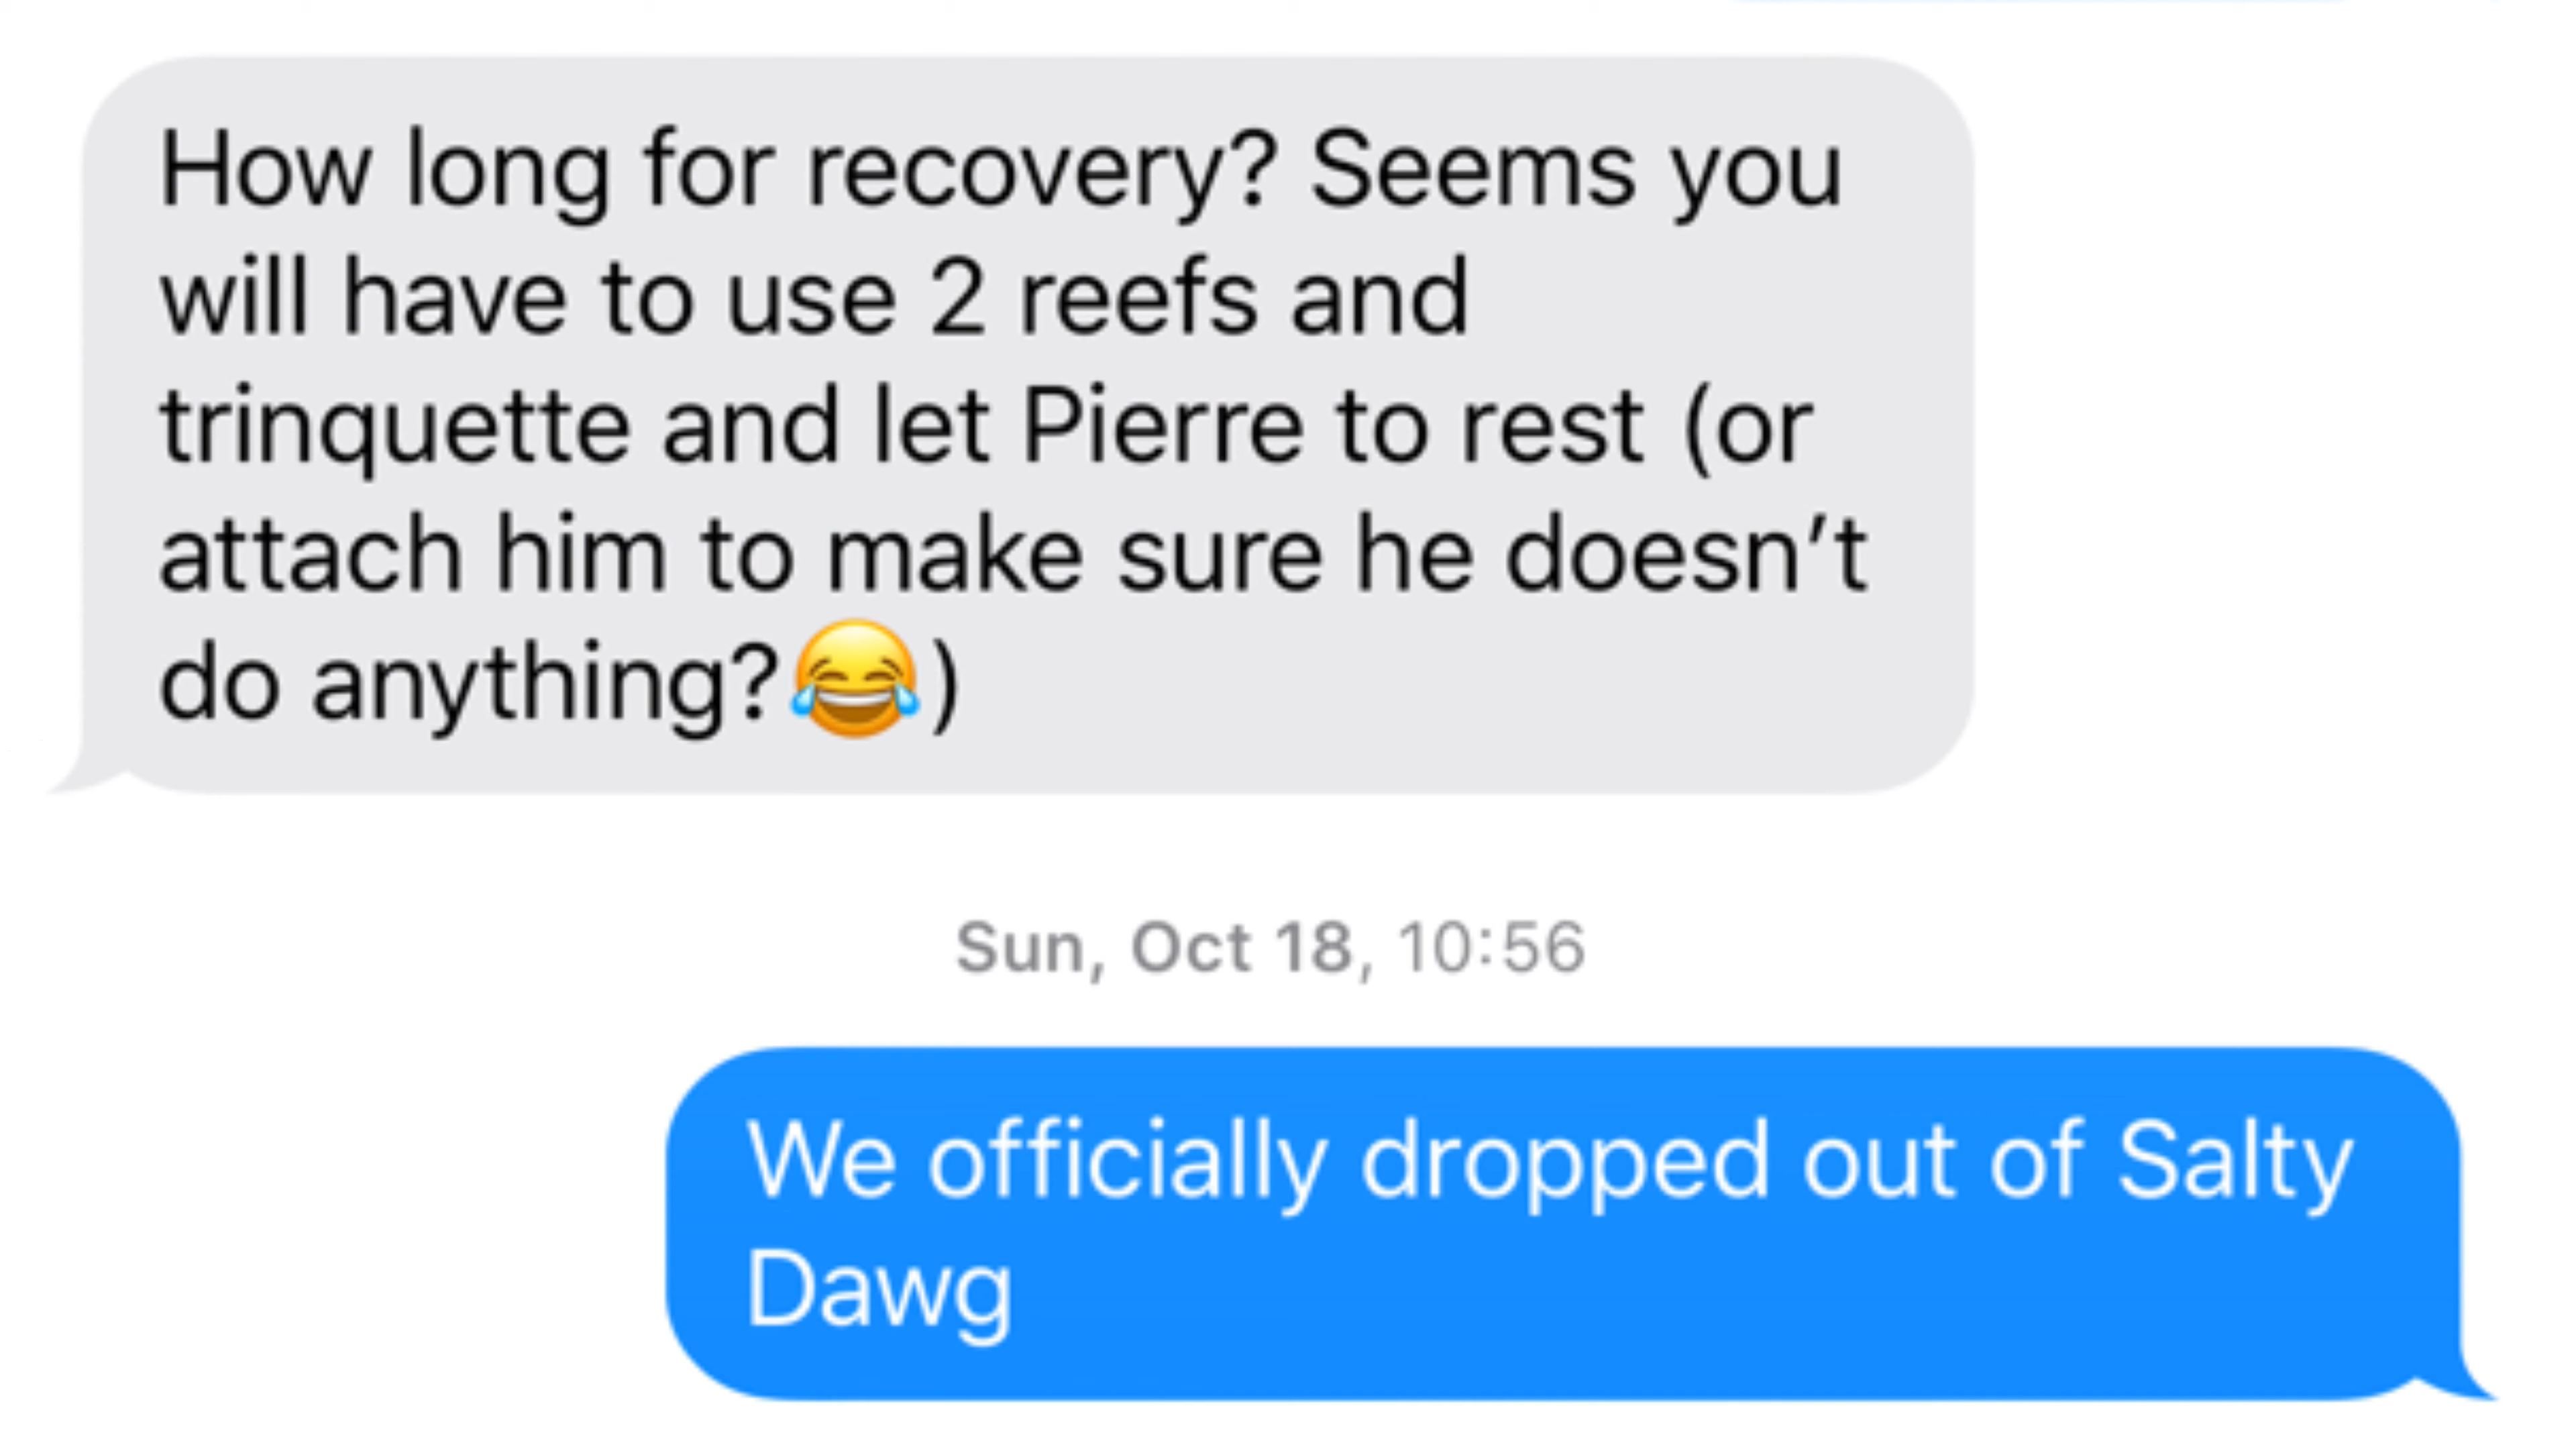 How long for recovery? Seems you
will have to use 2 reefs and
trinquette and let Pierre to rest (or
attach him to make sure he doesn’t
do anything?😂)
Sun, Oct 18, 10:56
We officially dropped out of Salty
Dawg